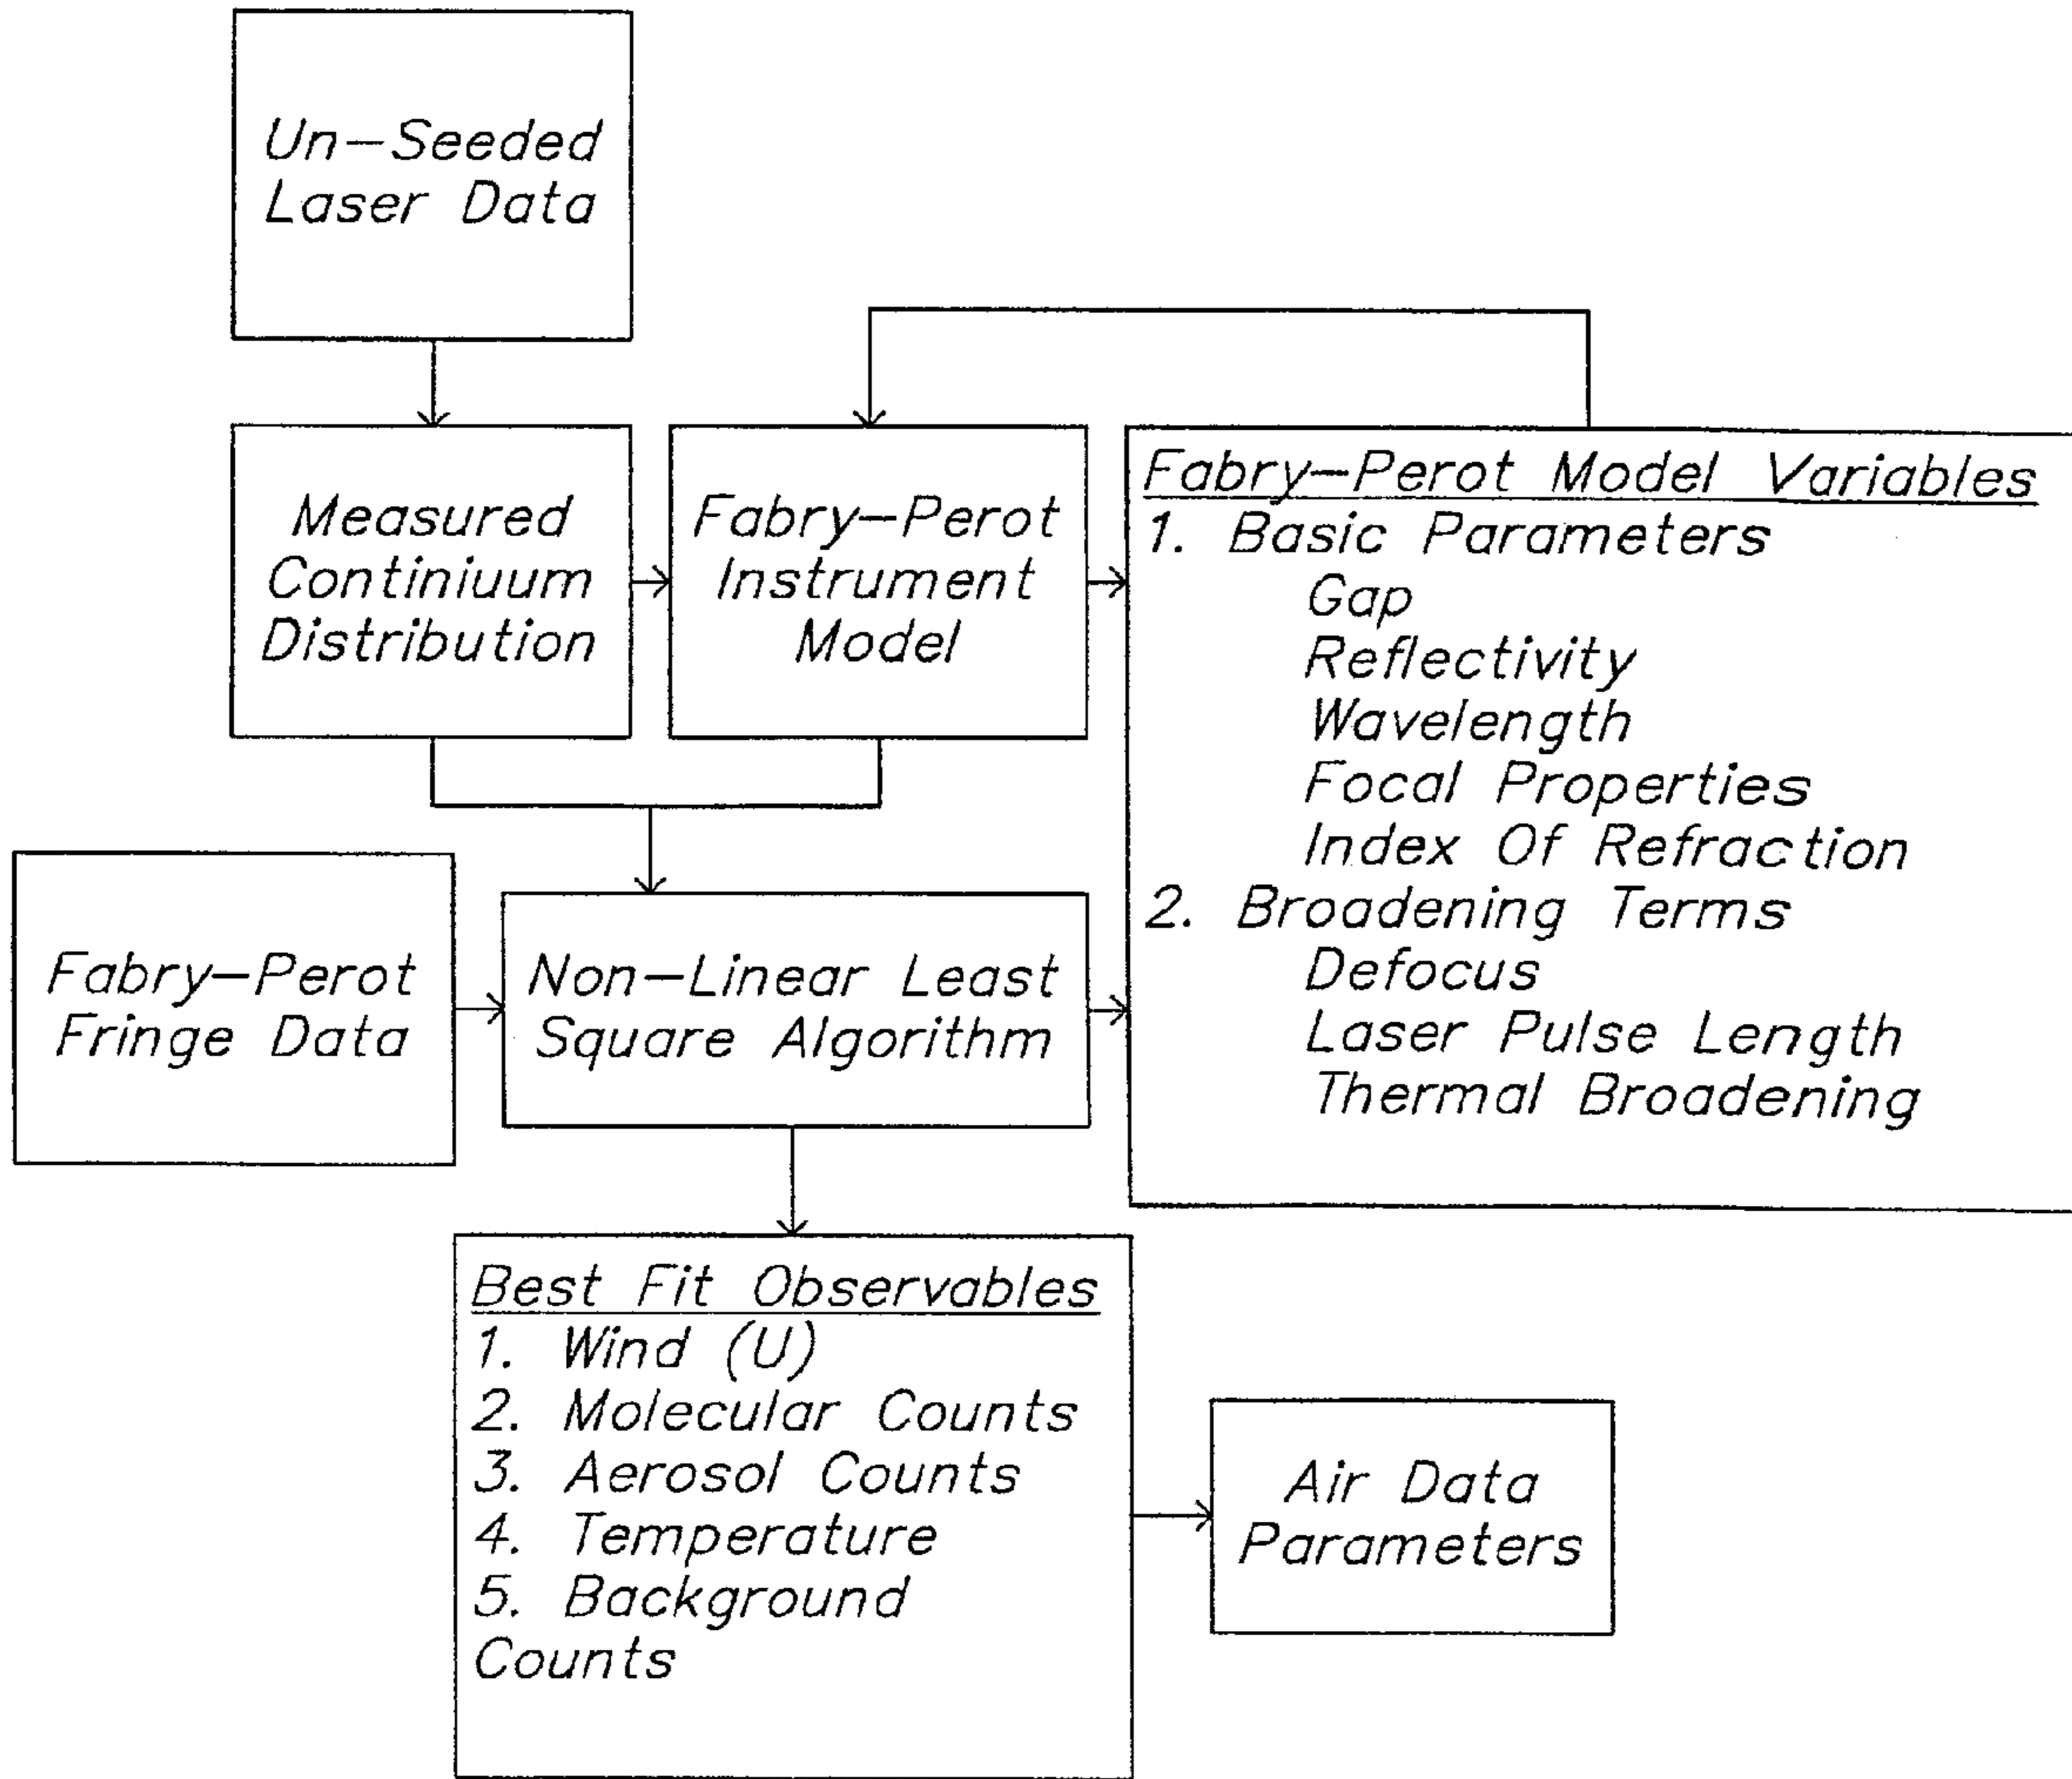 Un-Seeded
Laser Data
Measured
Continiuum
Distribution
Fabry-Perot
Instrument
Model
Fabry-Perot Model Variables
1. Basic Parameters
Gap
Reflectivity
Wavelength
Focal Properties
Index Of Refraction
2. Broadening Terms
Defocus
Laser Pulse Length
Thermal Broadening
Fabry-Perot
Fringe Data
Non-Linear Least
Square Algorithm
Best Fit Observables
1. Wind (U)
2. Molecular Counts
3. Aerosol Counts
4. Temperature
5. Background
Counts
Air Data
Parameters